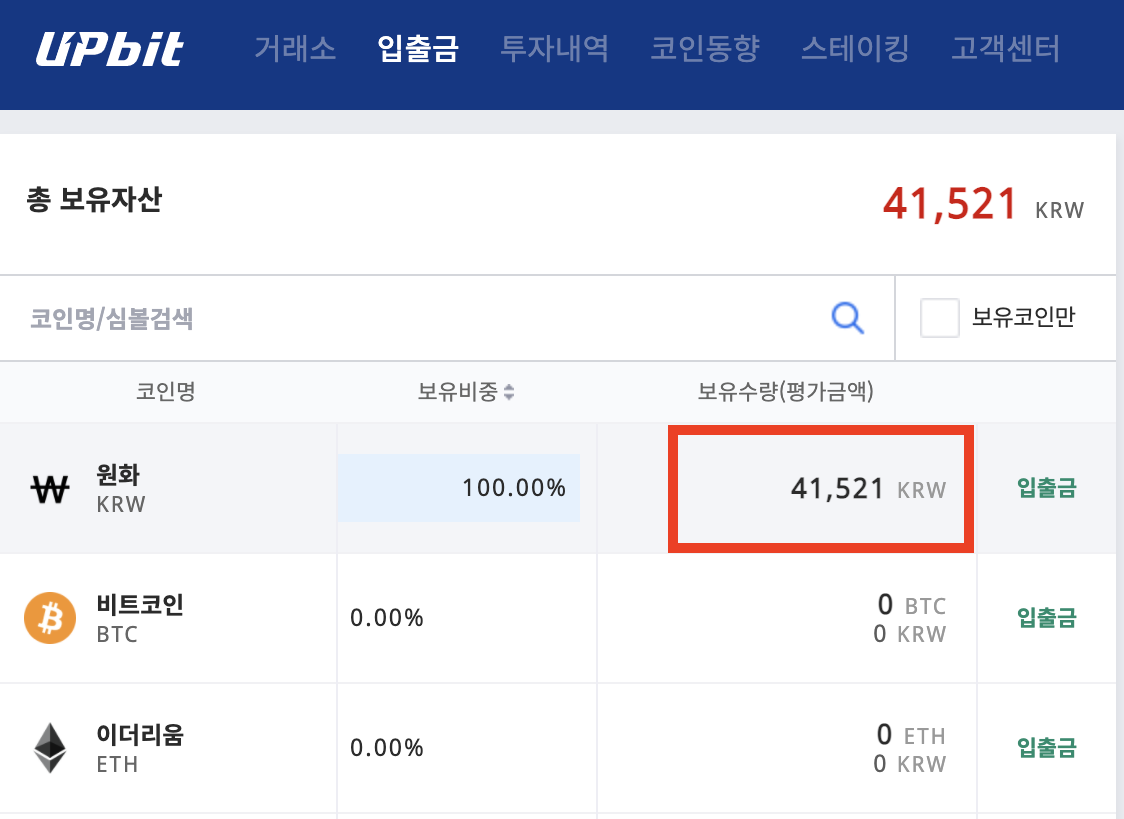 UPbit 거래소 입출금 투자내역 코인동향 스테이킹 고객센터
총 보유자산 41,521 KRW
코인명/심볼검색 보유코인만
코인명 보유비중 보유수량(평가금액)
원화 100.00% 41,521 KRW 입출금
KRW
비트코인 0.00% 0 BTC 입출금
BTC 0 KRW
이더리움 0.00% 0 ETH 입출금
ETH 0 KRW